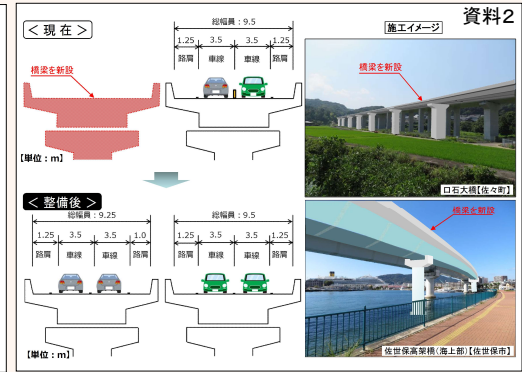 資料2
<現在>
総幅員:9.5
1.25 3.5 3.5 1.25
路肩 車線 車線 路肩
橋梁を新設
【単位:m】
<整備後>
総幅員:9.25
1.25 3.5 3.5 1.0
路肩 車線 車線 路肩
総幅員:9.5
1.25 3.5 3.5 1.25
路肩 車線 車線 路肩
【単位:m】
施工イメージ
橋梁を新設
口石大橋【佐々町】
橋梁を新設
佐世保高架橋(海上部)【佐世保市】